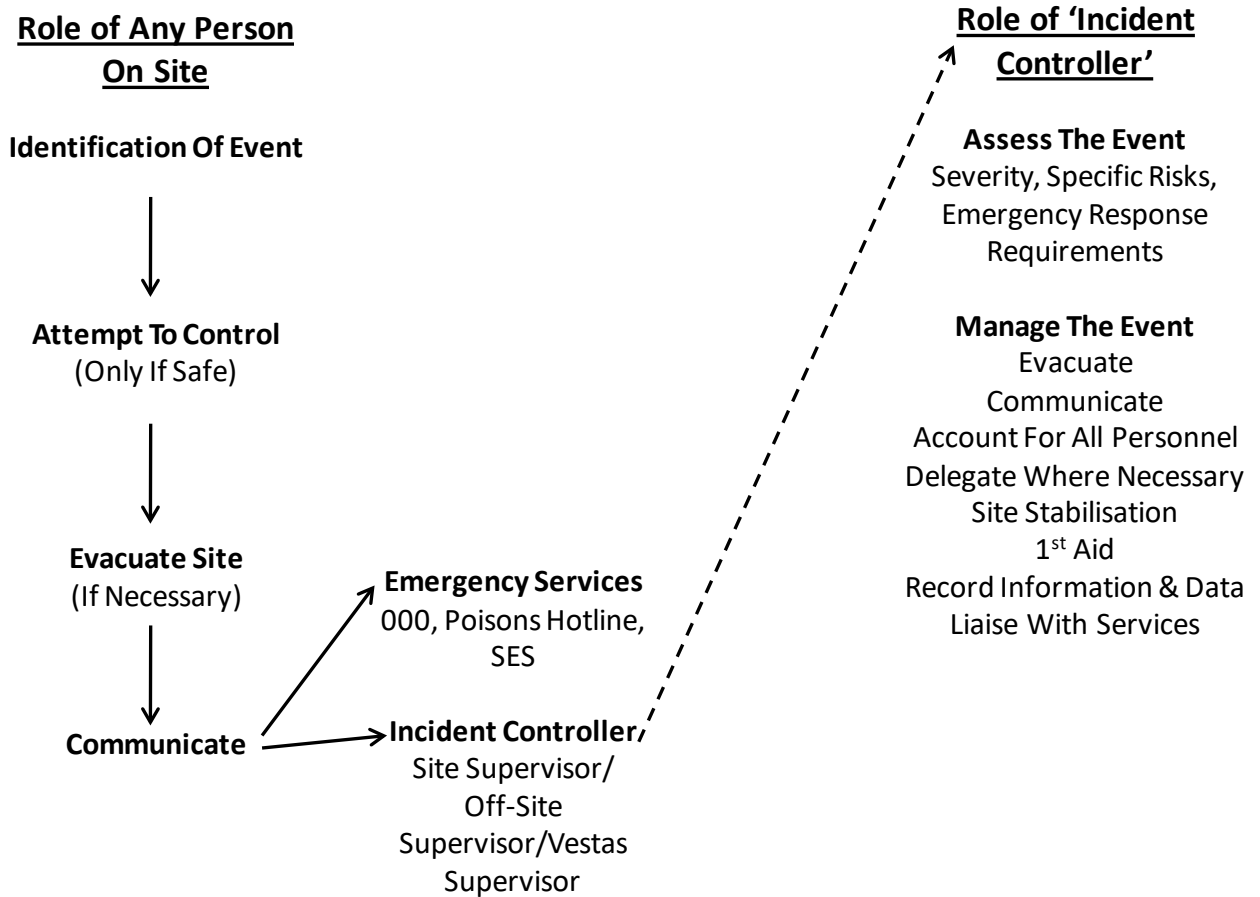 Role of Any Person
On Site
Identification Of Event
Attempt To Control
(Only If Safe)
Evacuate Site
(If Necessary)
Communicate
Emergency Services
000, Poisons Hotline,
SES
Incident Controller
Site Supervisor/
Off-Site
Supervisor/Vestas
Supervisor
Role of ‘Incident
Controller’
Assess The Event
Severity, Specific Risks,
Emergency Response
Requirements
Manage The Event
Evacuate
Communicate
Account For All Personnel
Delegate Where Necessary
Site Stabilisation
1st Aid
Record Information & Data
Liaise With Services